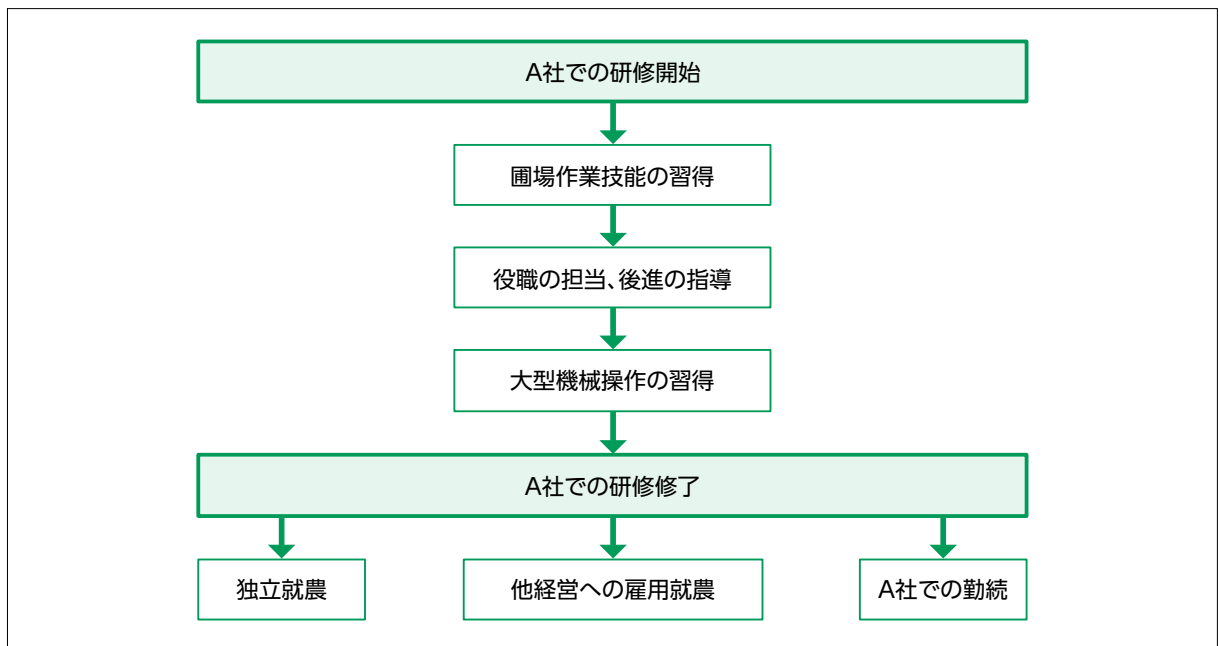 A社での研修開始
圃場作業技能の習得
役職の担当、後進の指導
大型機械操作の習得
A社での研修修了
独立就農
他経営への雇用就農
A社での勤続